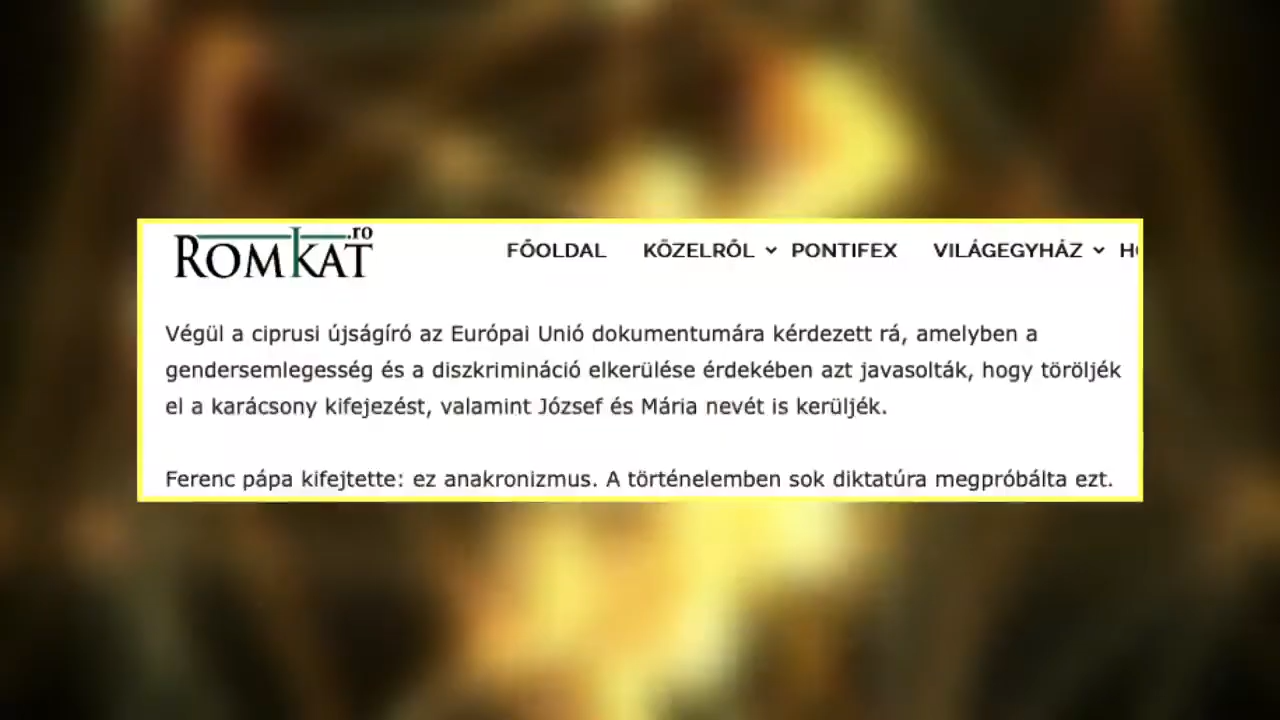 ROMKAT.ro
FŐOLDAL KÖZELRŐL PONTIFEX VILÁGEGYHÁZ
Végül a ciprusi újságíró az Európai Unió dokumentumára kérdezett rá, amelyben a
gendersemlegesség és a diszkrimináció elkerülése érdekében azt javasolták, hogy töröljék
el a karácsony kifejezést, valamint József és Mária nevét is kerüljék.
Ferenc pápa kifejtette: ez anakronizmus. A történelemben sok diktatúra megpróbálta ezt.